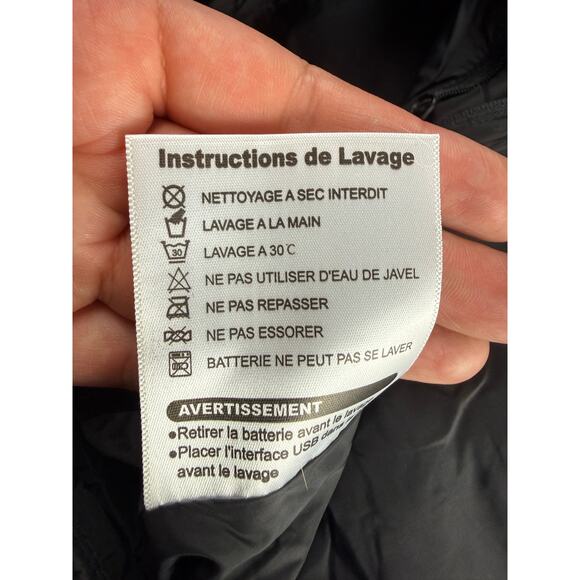 Instructions de Lavage
NETTOYAGE A SEC INTERDIT
LAVAGE A LA MAIN
30 LAVAGE A 30℃
NE PAS UTILISER D'EAU DE JAVEL
NE PAS REPASSER
NE PAS ESSORER
BATTERIE NE PEUT PAS SE LAVER
AVERTISSEMENT
•Retirer la batterie avant le
•Placer l'interface USB dans
avant le lavage